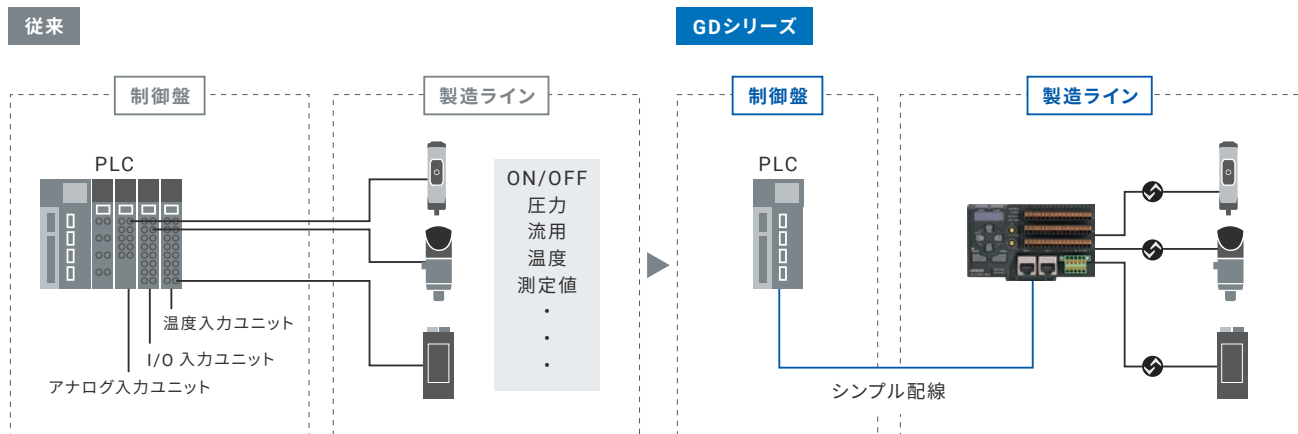 従来
制御盤
製造ライン
PLC
ON/OFF
圧力
流用
温度
測定値
・
・
・
温度入力ユニット
I/O 入力ユニット
アナログ入力ユニット
GDシリーズ
制御盤
製造ライン
PLC
シンプル配線